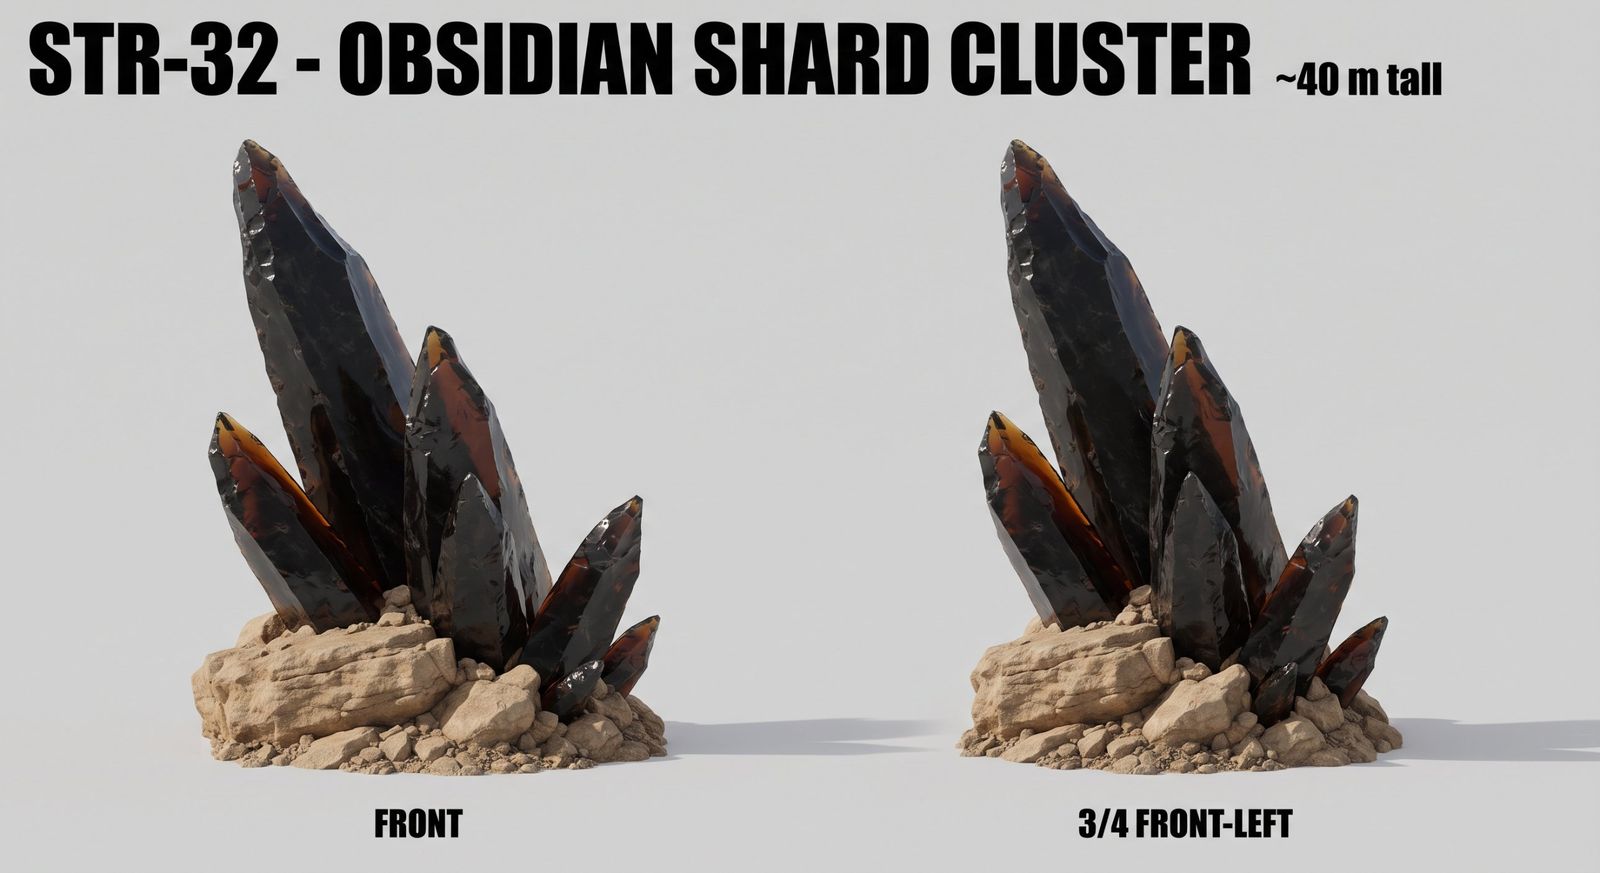 STR-32 - OBSIDIAN SHARD CLUSTER ~40 m tall
FRONT
3/4 FRONT-LEFT